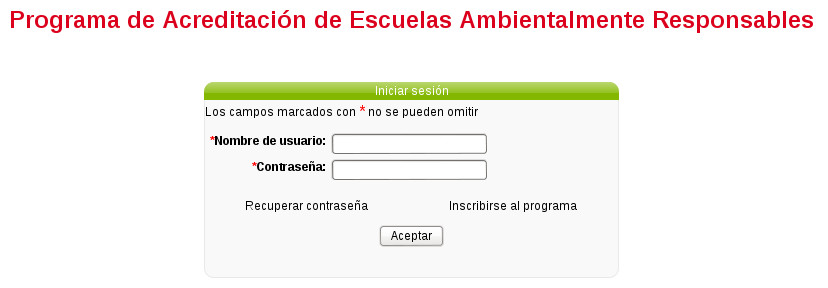 Programa de Acreditación de Escuelas Ambientalmente Responsables
Iniciar sesión
Los campos marcados con * no se pueden omitir
*Nombre de usuario:
*Contraseña:
Recuperar contraseña Inscribirse al programa
Aceptar